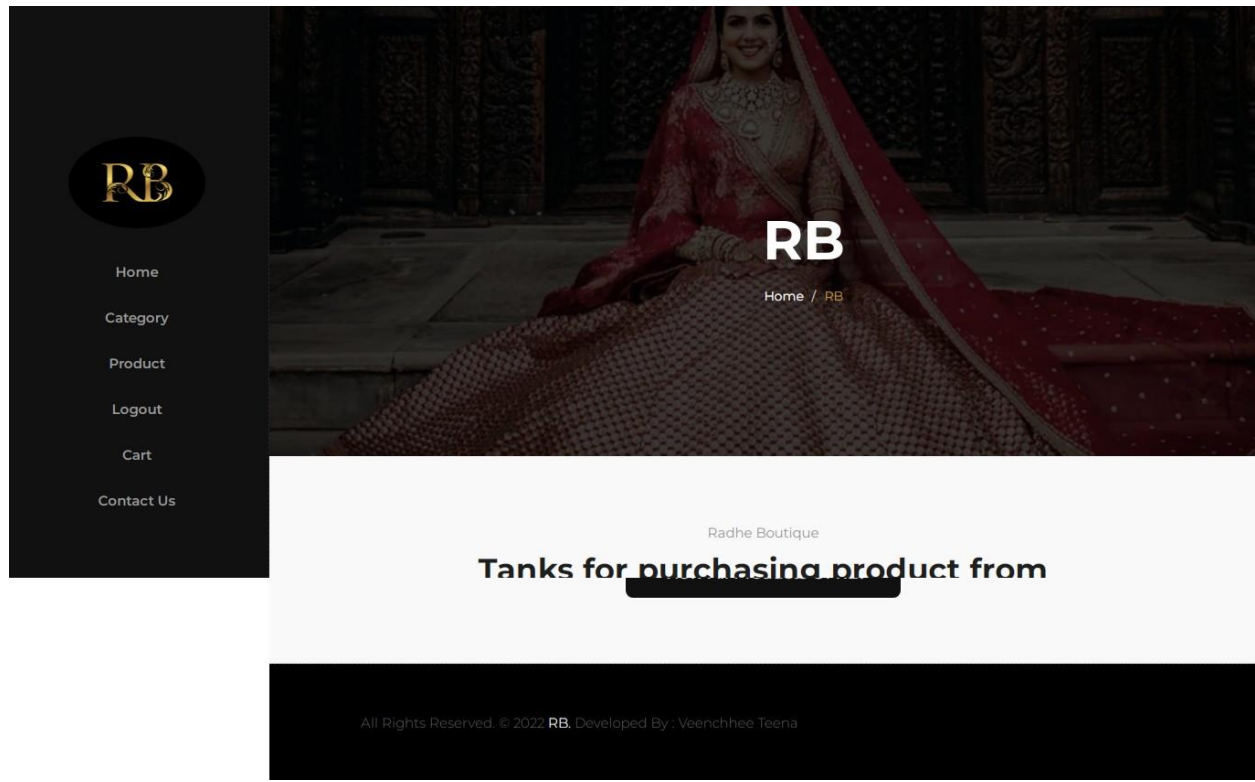 RB
Home
Category
Product
Logout
Cart
Contact Us
RB
Home / RB
Radhe Boutique
Tanks for purchasing product from
All Rights Reserved. © 2022 RB. Developed By : Veenchhee Teena